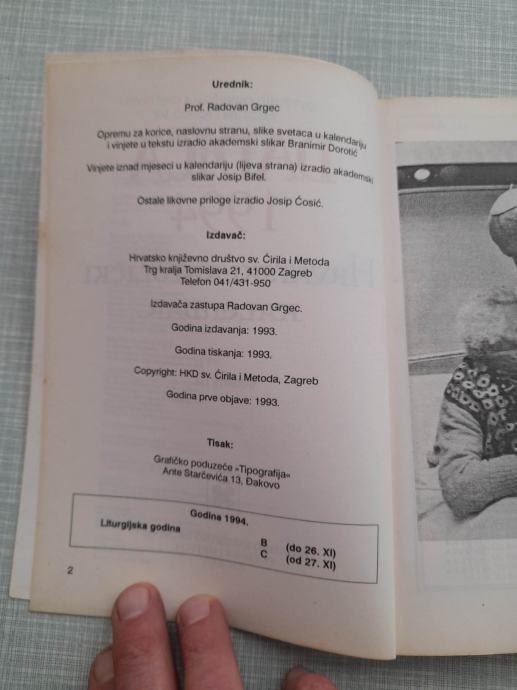 Urednik:
Prof. Radovan Grgec
Opremu za korice, naslovnu stranu, slike svetaca u kalendariju
i vinjete u tekstu izradio akademski slikar Branimir Dorotić
Vinjete iznad mjeseci u kalendariju (lijeva strana) izradio akademski
slikar Josip Bifel.
Ostale likovne priloge izradio Josip Ćosić.
Izdavač:
Hrvatsko književno društvo sv. Ćirila i Metoda
Trg kralja Tomislava 21, 41000 Zagreb
Telefon 041/431-950
Izdavača zastupa Radovan Grgec.
Godina izdavanja: 1993.
Godina tiskanja: 1993.
Copyright: HKD sv. Ćirila i Metoda, Zagreb
Godina prve objave: 1993.
Tisak:
Grafičko poduzeće »Tipografija«
Ante Starčevića 13, Đakovo
Godina 1994.
Liturgijska godina
B (do 26. XI)
C (od 27. XI)
2